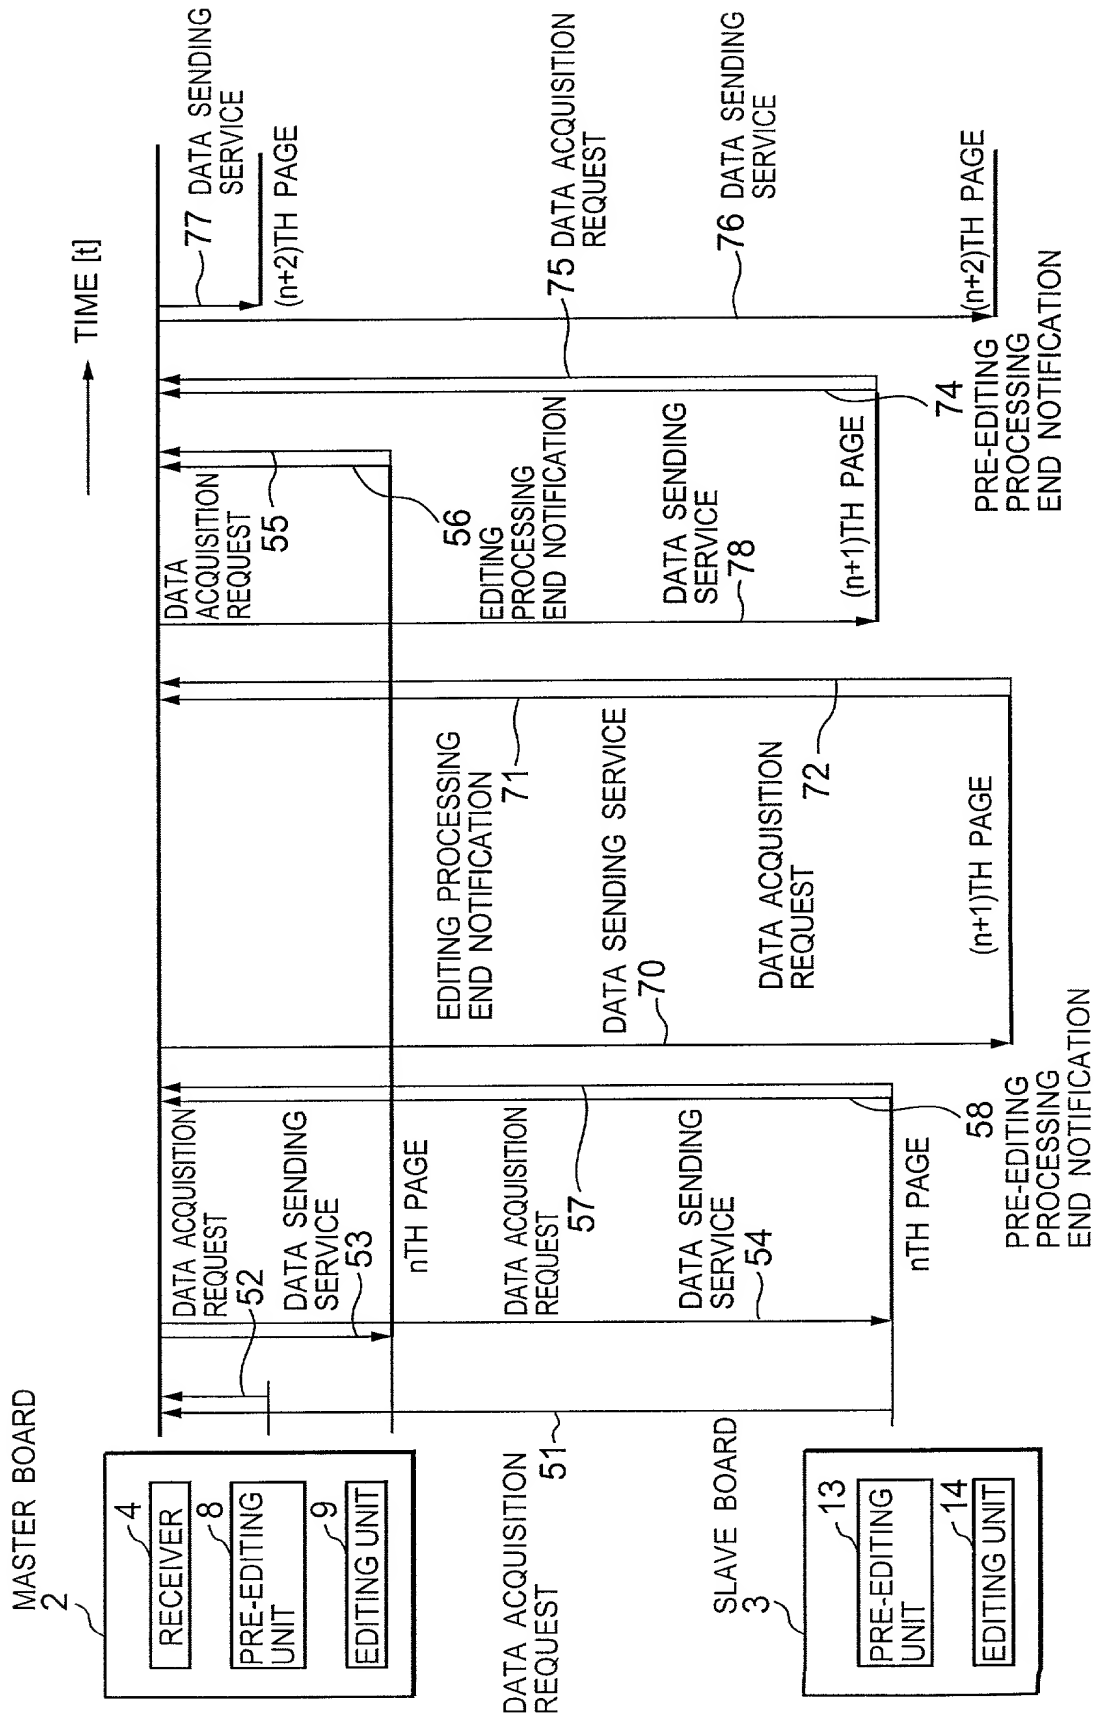 TIME [t]
MASTER BOARD
2
4
RECEIVER
8
PRE-EDITING
UNIT
9
EDITING UNIT
DATA ACQUISITION
REQUEST
51
SLAVE BOARD
3
13
PRE-EDITING
UNIT
14
EDITING UNIT
DATA ACQUISITION
REQUEST
52
DATA SENDING
SERVICE
53
nTH PAGE
DATA ACQUISITION
REQUEST
57
DATA SENDING
SERVICE
54
nTH PAGE
58
PRE-EDITING
PROCESSING
END NOTIFICATION
EDITING PROCESSING
END NOTIFICATION
71
DATA SENDING SERVICE
70
DATA ACQUISITION
REQUEST
72
(n+1)TH PAGE
DATA
ACQUISITION
REQUEST
55
56
EDITING
PROCESSING
END NOTIFICATION
DATA SENDING
SERVICE
78
(n+1)TH PAGE
74
PRE-EDITING
PROCESSING
END NOTIFICATION
77 DATA SENDING
SERVICE
(n+2)TH PAGE
75 DATA ACQUISITION
REQUEST
76 DATA SENDING
SERVICE
(n+2)TH PAGE